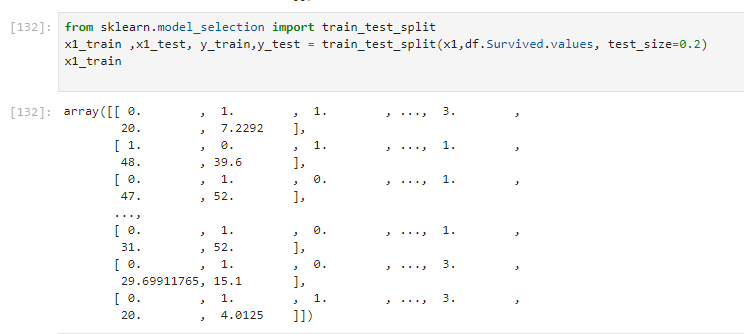 [132]: from sklearn.model_selection import train_test_split
x1_train ,x1_test, y_train,y_test = train_test_split(x1,df.Survived.values, test_size=0.2)
x1_train
[132]: array([[ 0.        ,  1.        ,  1.        , ...,  3.        ,
        20.        ,  7.2292    ],
       [ 1.        ,  0.        ,  1.        , ...,  1.        ,
        48.        , 39.6       ],
       [ 0.        ,  1.        ,  0.        , ...,  1.        ,
        47.        , 52.        ],
       ...,
       [ 0.        ,  1.        ,  0.        , ...,  1.        ,
        31.        , 52.        ],
       [ 0.        ,  1.        ,  0.        , ...,  3.        ,
        29.69911765, 15.1       ],
       [ 0.        ,  1.        ,  1.        , ...,  3.        ,
        20.        ,  4.0125    ]])